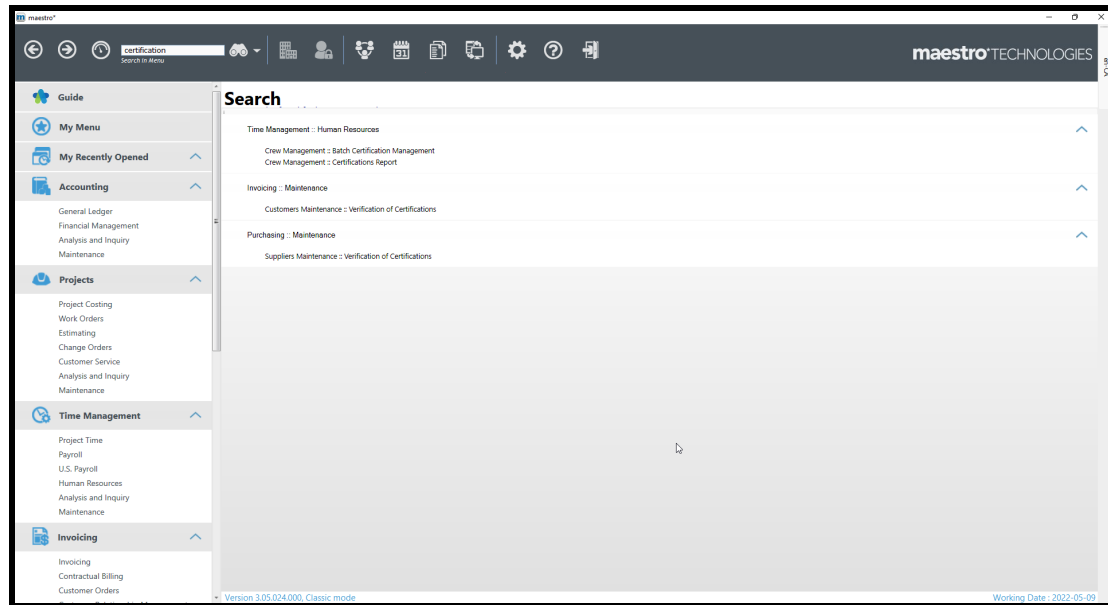 maestro*
certification
Search in Menu
31
maestro*TECHNOLOGIES
Guide
My Menu
My Recently Opened
Accounting
General Ledger
Financial Management
Analysis and Inquiry
Maintenance
Projects
Project Costing
Work Orders
Estimating
Change Orders
Customer Service
Analysis and Inquiry
Maintenance
Time Management
Project Time
Payroll
U.S. Payroll
Human Resources
Analysis and Inquiry
Maintenance
Invoicing
Invoicing
Contractual Billing
Customer Orders
Search
Time Management :: Human Resources
Crew Management :: Batch Certification Management
Crew Management :: Certifications Report
Invoicing :: Maintenance
Customers Maintenance :: Verification of Certifications
Purchasing :: Maintenance
Suppliers Maintenance :: Verification of Certifications
Version 3.05.024.000, Classic mode
Working Date : 2022-05-09